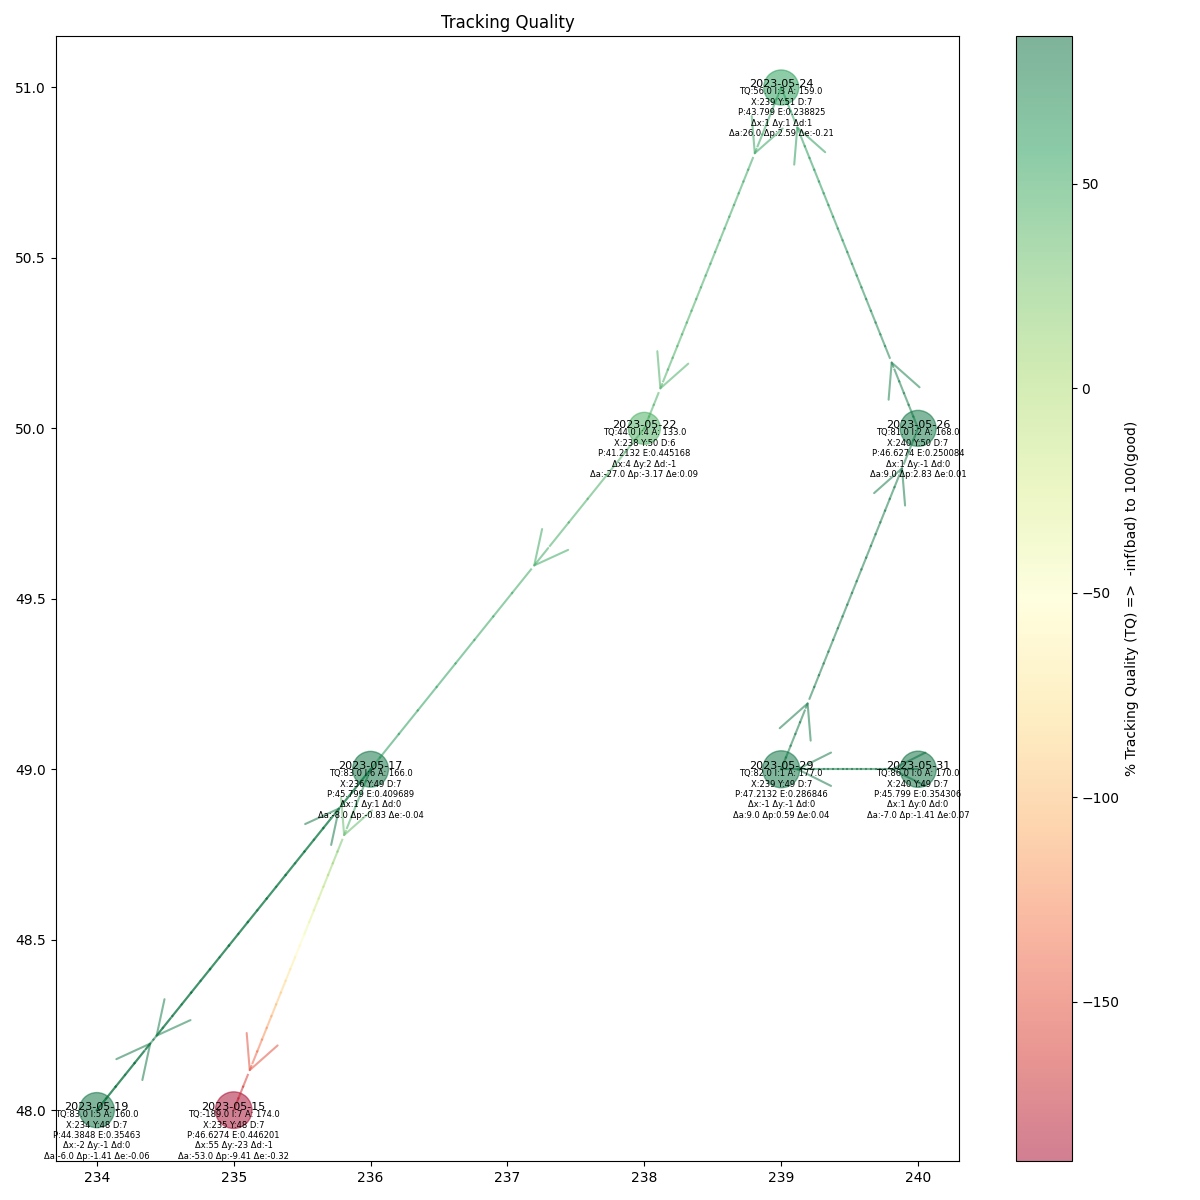 Tracking Quality
51.0
50.5
50.0
49.5
49.0
48.5
48.0
234
235
236
237
238
239
240
2023-05-24
TQ:56.0 I:3 A: 159.0
X:239 Y:51 D:7
P:43.799 E:0.238825
Δx:1 Δy:1 Δd:1
Δa:26.0 Δp:2.59 Δe:-0.21
2023-05-22
TQ:44.0 I:4 A: 133.0
X:238 Y:50 D:6
P:41.2132 E:0.445168
Δx:4 Δy:2 Δd:-1
Δa:-27.0 Δp:-3.17 Δe:0.09
2023-05-26
TQ:81.0 I:2 A: 168.0
X:240 Y:50 D:7
P:46.6274 E:0.250084
Δx:1 Δy:-1 Δd:0
Δa:9.0 Δp:2.83 Δe:0.01
2023-05-17
TQ:83.0 I:6 A: 166.0
X:236 Y:49 D:7
P:45.799 E:0.409689
Δx:1 Δy:1 Δd:0
Δa:-8.0 Δp:-0.83 Δe:-0.04
2023-05-29
TQ:82.0 I:1 A: 177.0
X:239 Y:49 D:7
P:47.2132 E:0.286846
Δx:-1 Δy:-1 Δd:0
Δa:9.0 Δp:0.59 Δe:0.04
2023-05-31
TQ:86.0 I:0 A: 170.0
X:240 Y:49 D:7
P:45.799 E:0.354306
Δx:1 Δy:0 Δd:0
Δa:-7.0 Δp:-1.41 Δe:0.07
2023-05-19
TQ:83.0 I:5 A: 160.0
X:234 Y:48 D:7
P:44.3848 E:0.35463
Δx:-2 Δy:-1 Δd:0
Δa:-6.0 Δp:-1.41 Δe:-0.06
2023-05-15
TQ:-189.0 I:7 A: 174.0
X:235 Y:48 D:7
P:46.6274 E:0.446201
Δx:55 Δy:-23 Δd:-1
Δa:-53.0 Δp:-9.41 Δe:-0.32
50
0
−50
−100
−150
% Tracking Quality (TQ) => -inf(bad) to 100(good)